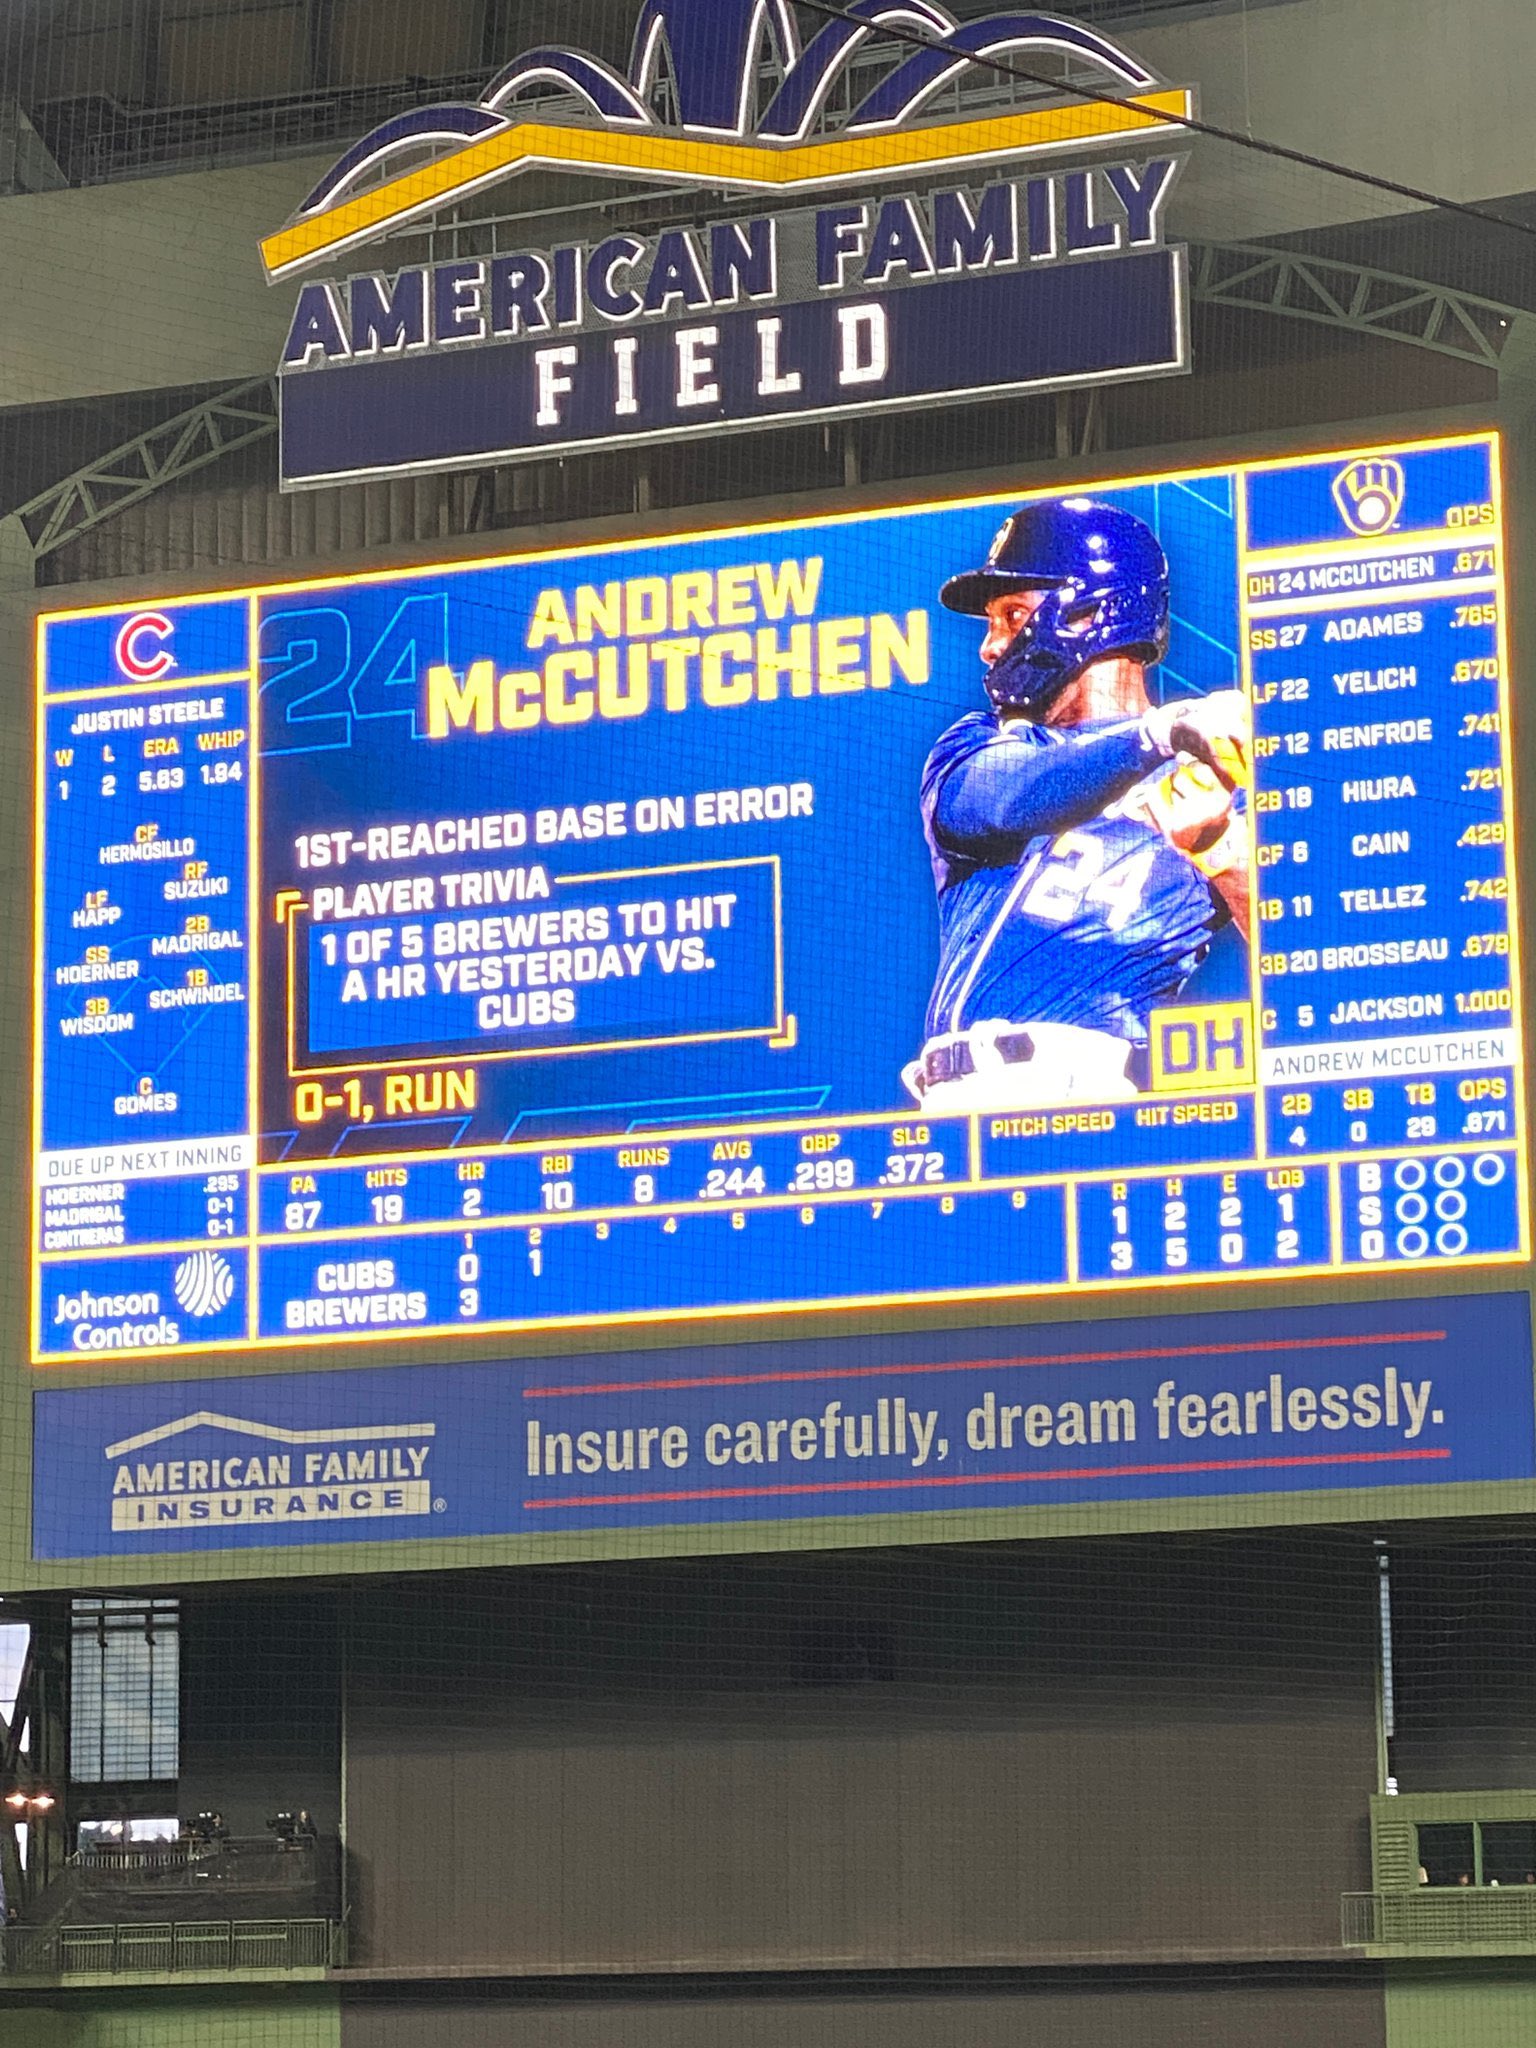 AMERICAN FAMILY
FIELD
C
JUSTIN STEELE
W L ERA WHIP
1 2 5.63 1.94
CF
HERMOSILLO
RF
SUZUKI
LF
HAPP
2B
MADRIGAL
SS
HOERNER
1B
SCHWINDEL
3B
WISDOM
C
GOMES
DUE UP NEXT INNING
HOERNER .295
MADRIGAL 0-1
CONTRERAS 0-1
Johnson
Controls
24
ANDREW
McCUTCHEN
1ST-REACHED BASE ON ERROR
PLAYER TRIVIA
1 OF 5 BREWERS TO HIT
A HR YESTERDAY VS.
CUBS
0-1, RUN
24
DH
OPS
DH 24 MCCUTCHEN .671
SS 27 ADAMES .765
LF 22 YELICH .670
RF 12 RENFROE .741
2B 18 HIURA .721
CF 6 CAIN .429
1B 11 TELLEZ .742
3B 20 BROSSEAU .679
C 5 JACKSON 1.000
ANDREW MCCUTCHEN
2B 3B TB OPS
4 0 29 .671
PITCH SPEED HIT SPEED
PA HITS HR RBI RUNS AVG OBP SLG
87 19 2 10 8 .244 .299 .372
1 2 3 4 5 6 7 8 9 R H E LOB
CUBS 0 1 1 2 2 1
BREWERS 3 3 5 0 2
B
S
O
AMERICAN FAMILY
INSURANCE ®
Insure carefully, dream fearlessly.